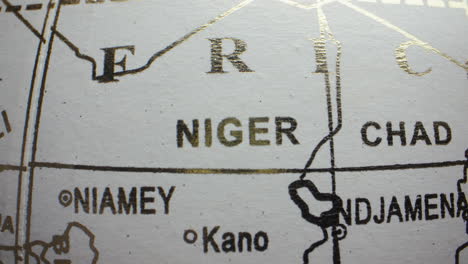 F R I C
NIGER CHAD
NIAMEY NDJAMENA
Kano